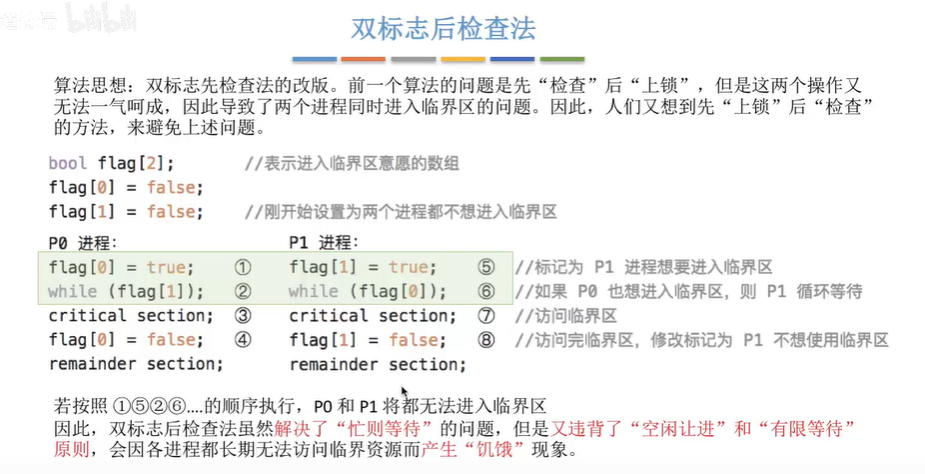 bilibili
双标志后检查法
算法思想：双标志先检查法的改版。前一个算法的问题是先“检查”后“上锁”，但是这两个操作又
无法一气呵成，因此导致了两个进程同时进入临界区的问题。因此，人们又想到先“上锁”后“检查”
的方法，来避免上述问题。
bool flag[2]; //表示进入临界区意愿的数组
flag[0] = false;
flag[1] = false; //刚开始设置为两个进程都不想进入临界区
P0 进程： P1 进程：
flag[0] = true; ① flag[1] = true; ⑤ //标记为 P1 进程想要进入临界区
while (flag[1]); ② while (flag[0]); ⑥ //如果 P0 也想进入临界区，则 P1 循环等待
critical section; ③ critical section; ⑦ //访问临界区
flag[0] = false; ④ flag[1] = false; ⑧ //访问完临界区，修改标记为 P1 不想使用临界区
remainder section; remainder section;
若按照 ①⑤②⑥....的顺序执行，P0 和 P1 将都无法进入临界区
因此，双标志后检查法虽然解决了“忙则等待”的问题，但是又违背了“空闲让进”和“有限等待”
原则，会因各进程都长期无法访问临界资源而产生“饥饿”现象。